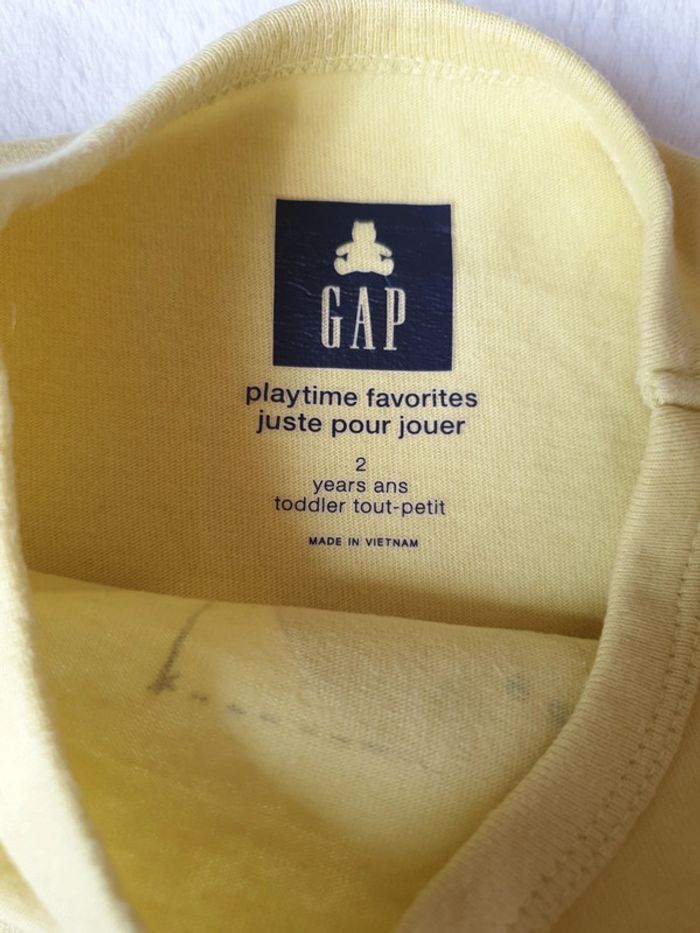 GAP
playtime favorites
juste pour jouer
2
years ans
toddler tout-petit
MADE IN VIETNAM